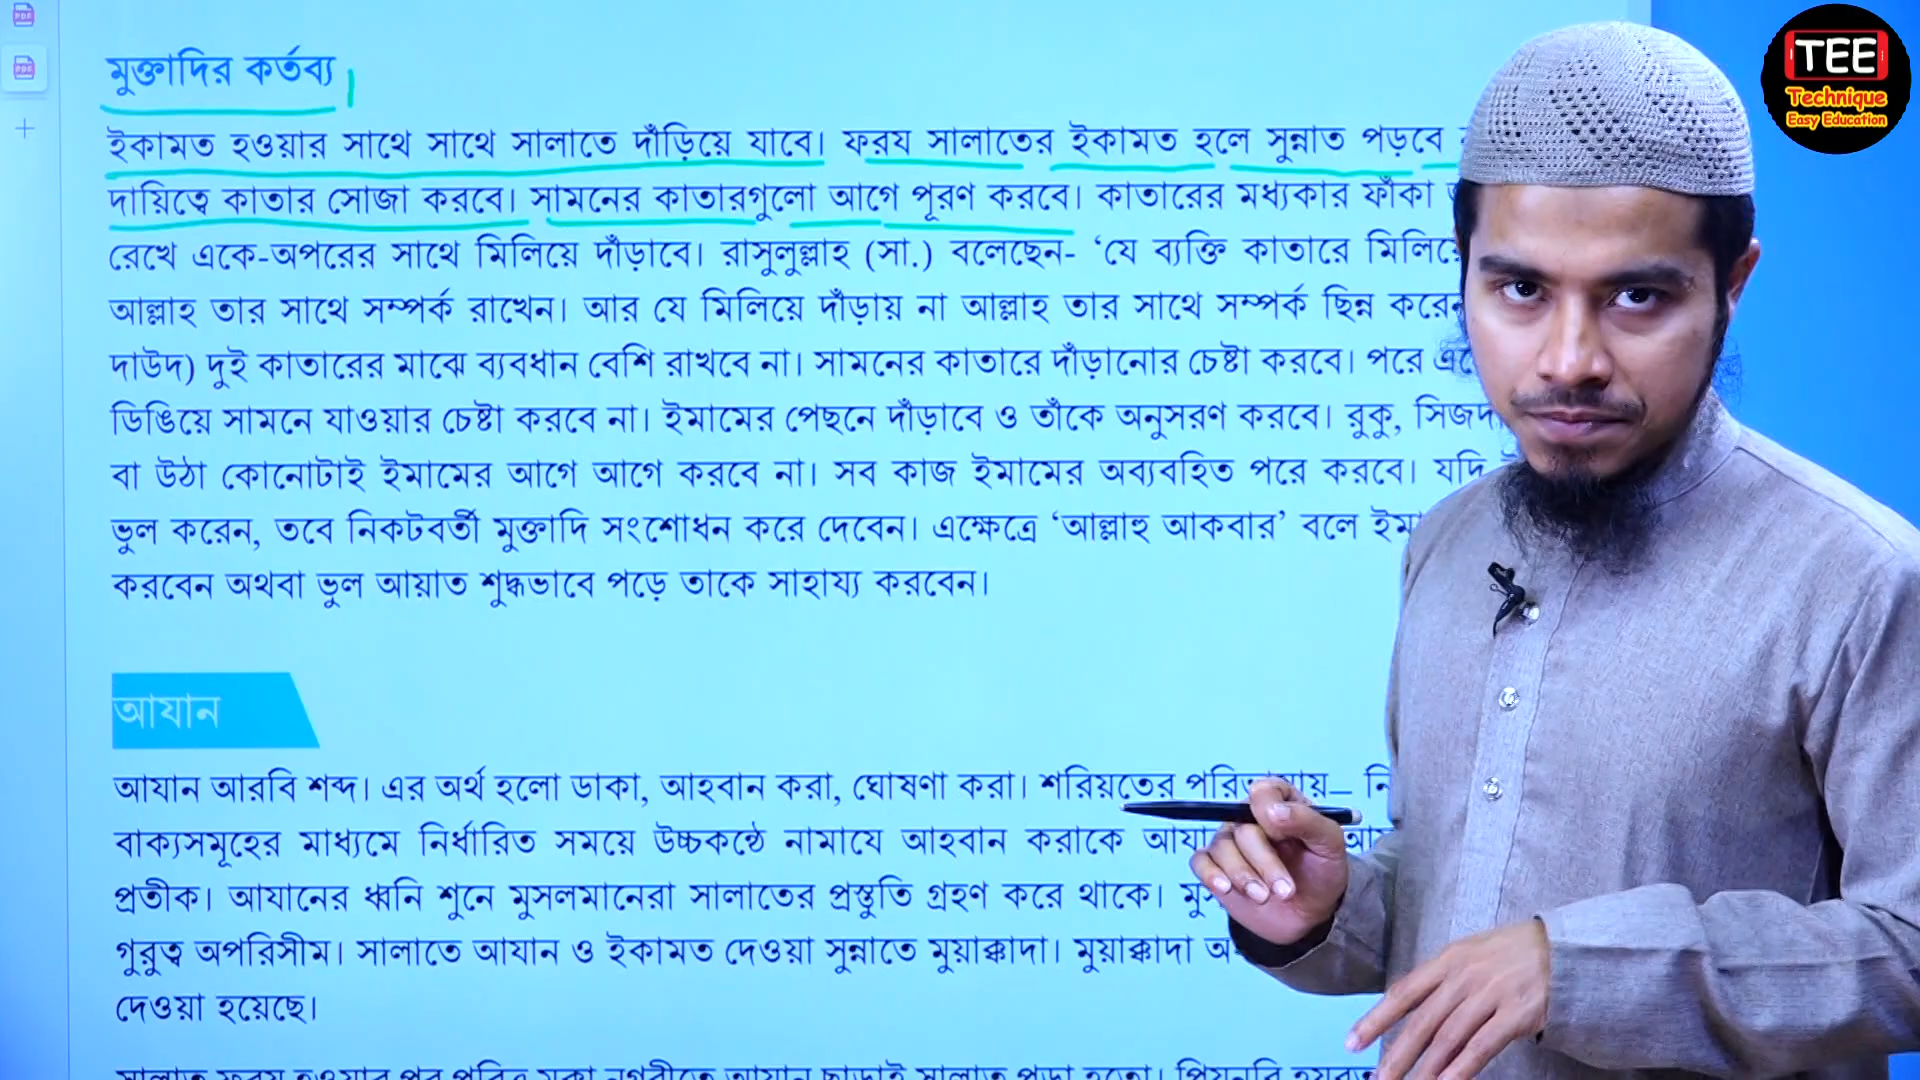 মুক্তাদির কর্তব্য
ইকামত হওয়ার সাথে সাথে সালাতে দাঁড়িয়ে যাবে। ফরয সালাতের ইকামত হলে সুন্নাত পড়বে
দায়িত্বে কাতার সোজা করবে। সামনের কাতারগুলো আগে পূরণ করবে। কাতারের মধ্যকার ফাঁকা
রেখে একে-অপরের সাথে মিলিয়ে দাঁড়াবে। রাসুলুল্লাহ (সা.) বলেছেন- ‘যে ব্যক্তি কাতারে মিলিয়ে
আল্লাহ তার সাথে সম্পর্ক রাখেন। আর যে মিলিয়ে দাঁড়ায় না আল্লাহ তার সাথে সম্পর্ক ছিন্ন করেন
দাউদ) দুই কাতারের মাঝে ব্যবধান বেশি রাখবে না। সামনের কাতারে দাঁড়ানোর চেষ্টা করবে। পরে
ডিঙিয়ে সামনে যাওয়ার চেষ্টা করবে না। ইমামের পেছনে দাঁড়াবে ও তাঁকে অনুসরণ করবে। রুকু,
বা উঠা কোনোটাই ইমামের আগে আগে করবে না। সব কাজ ইমামের অব্যবহিত পরে করবে। যদি
ভুল করেন, তবে নিকটবর্তী মুক্তাদি সংশোধন করে দেবেন। এক্ষেত্রে ‘আল্লাহু আকবার’ বলে
করবেন অথবা ভুল আয়াত শুদ্ধভাবে পড়ে তাকে সাহায্য করবেন।
আযান
আযান আরবি শব্দ। এর অর্থ হলো ডাকা, আহবান করা, ঘোষণা করা। শরিয়তের
বাক্যসমূহের মাধ্যমে নির্ধারিত সময়ে উচ্চকন্ঠে নামাযে আহবান করাকে
প্রতীক। আযানের ধ্বনি শুনে মুসলমানেরা সালাতের প্রস্তুতি গ্রহণ করে থাকে।
গুরুত্ব অপরিসীম। সালাতে আযান ও ইকামত দেওয়া সুন্নাতে মুয়াক্কাদা। মুয়াক্কাদা
দেওয়া হয়েছে।
TEE
Technique
Easy Education